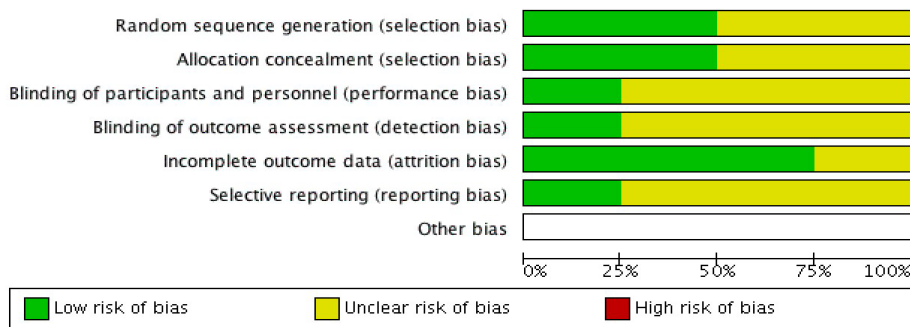 Random sequence generation (selection bias)
Allocation concealment (selection bias)
Blinding of participants and personnel (performance bias)
Blinding of outcome assessment (detection bias)
Incomplete outcome data (attrition bias)
Selective reporting (reporting bias)
Other bias
0% 25% 50% 75% 100%
Low risk of bias Unclear risk of bias High risk of bias